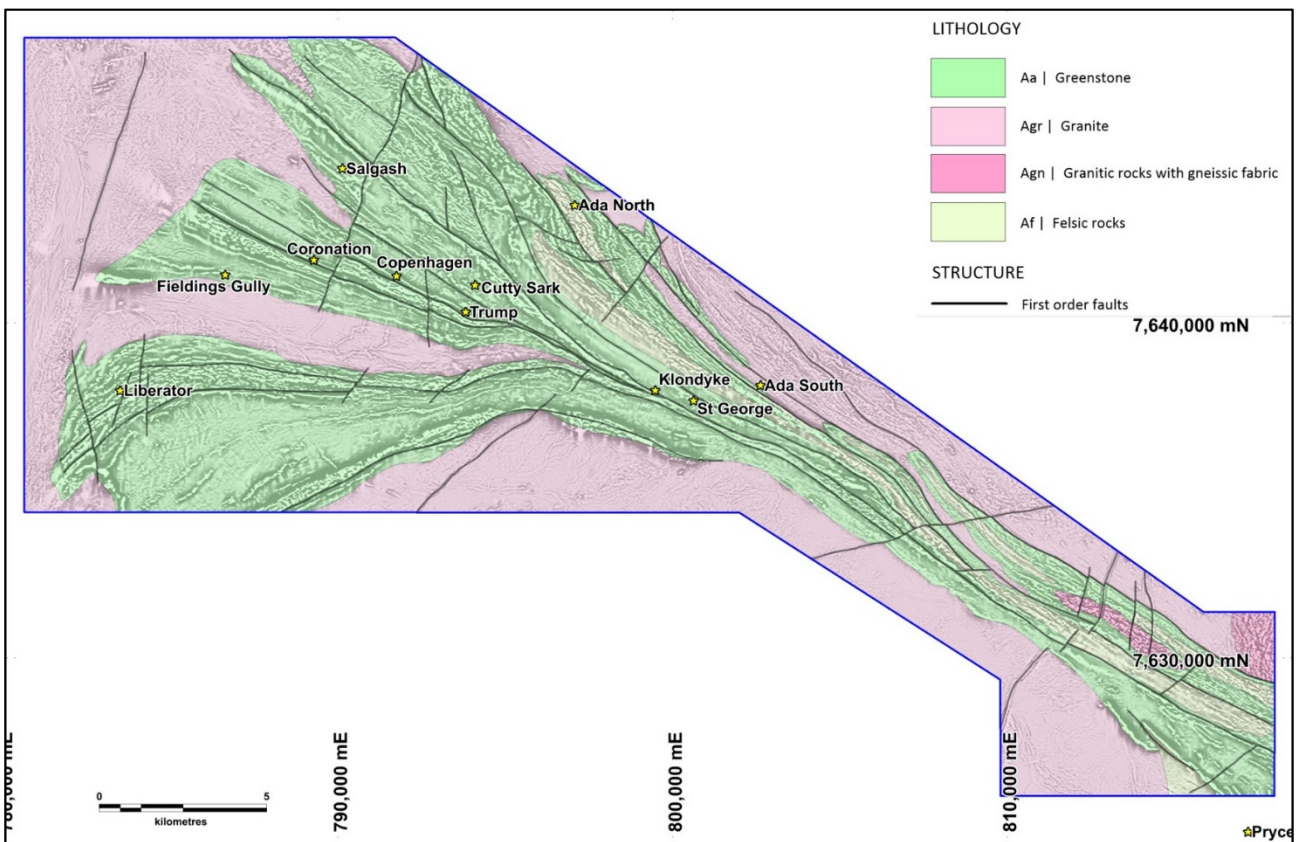 LITHOLOGY
Aa | Greenstone
Agr | Granite
Agn | Granitic rocks with gneissic fabric
Af | Felsic rocks
STRUCTURE
First order faults
7,640,000 mN
Salgash
Ada North
Coronation
Copenhagen
Fieldings Gully
Cutty Sark
Trump
Liberator
Klondyke
Ada South
St George
7,630,000 mN
790,000 mE
800,000 mE
810,000 mE
0 5
kilometres
Pryce